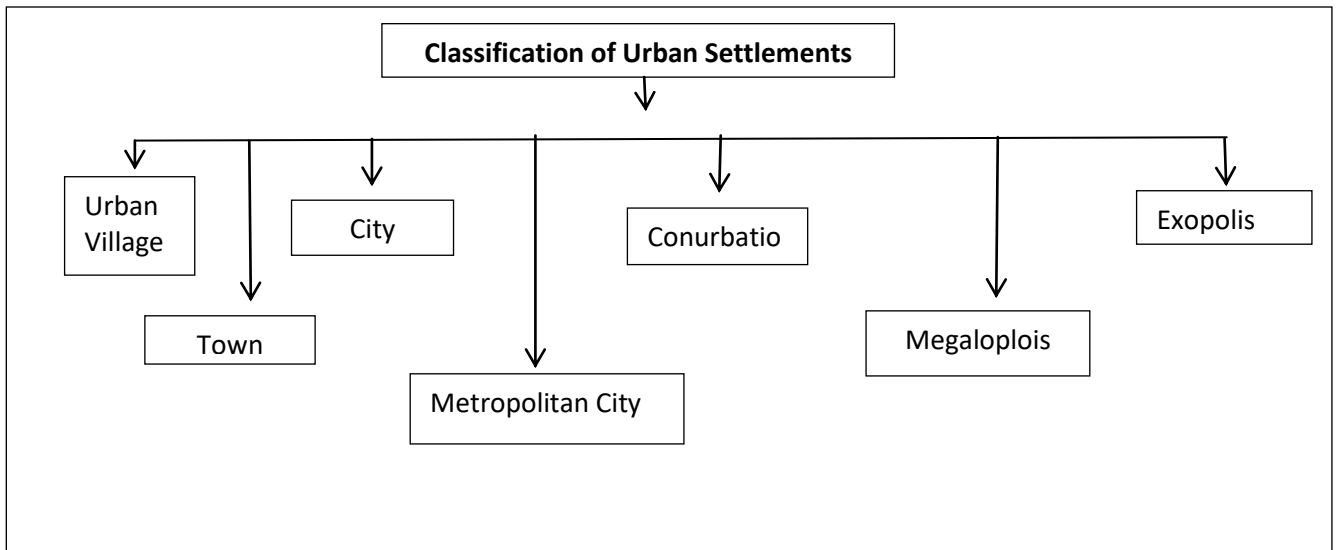 Classification of Urban Settlements
Urban
Village
Town
City
Metropolitan City
Conurbatio
Megaloplois
Exopolis